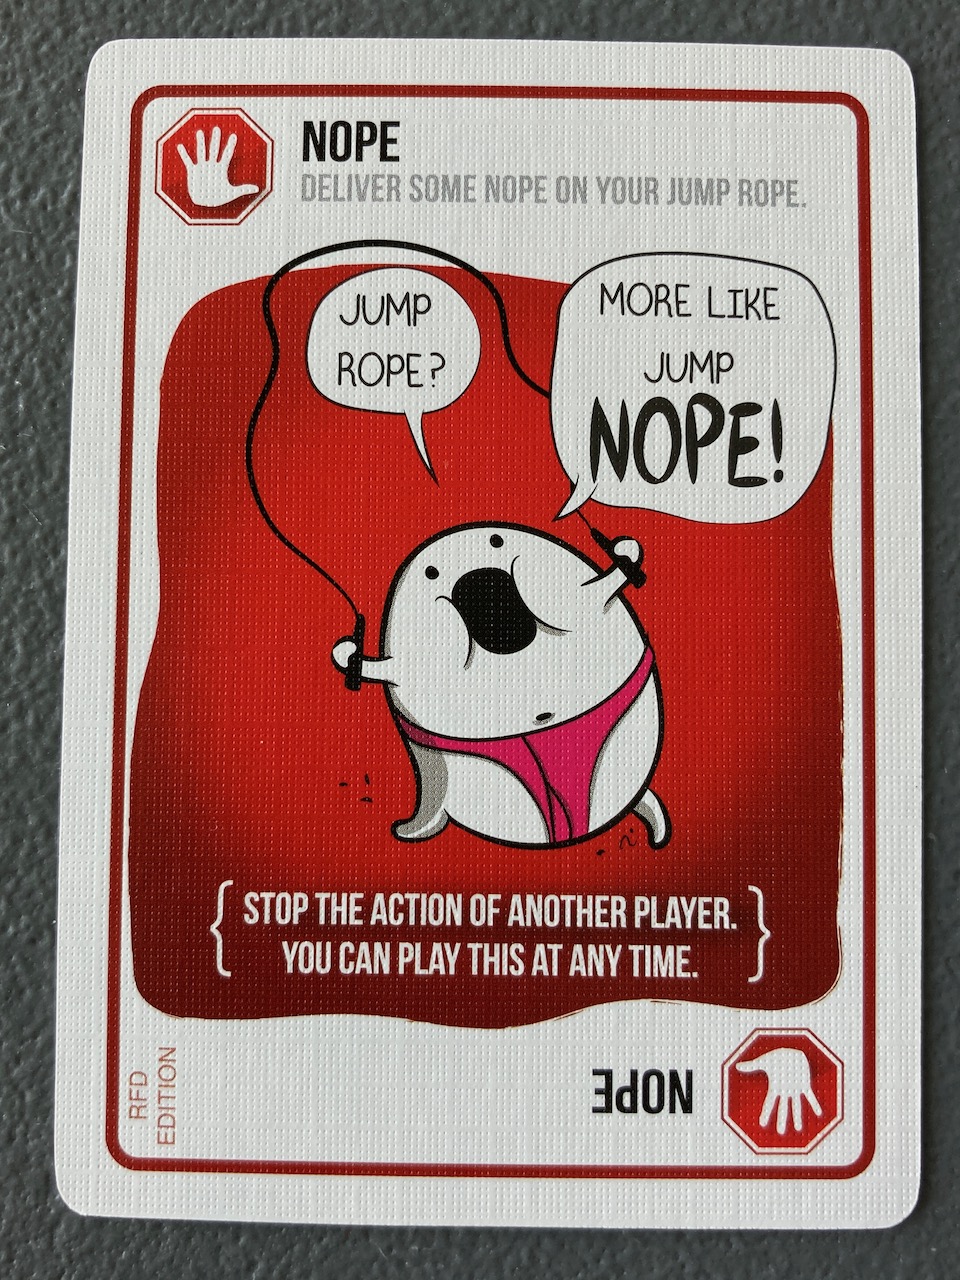 NOPE
DELIVER SOME NOPE ON YOUR JUMP ROPE.
JUMP
ROPE?
MORE LIKE
JUMP
NOPE!
STOP THE ACTION OF ANOTHER PLAYER.
YOU CAN PLAY THIS AT ANY TIME.
RFD
EDITION
NOPE